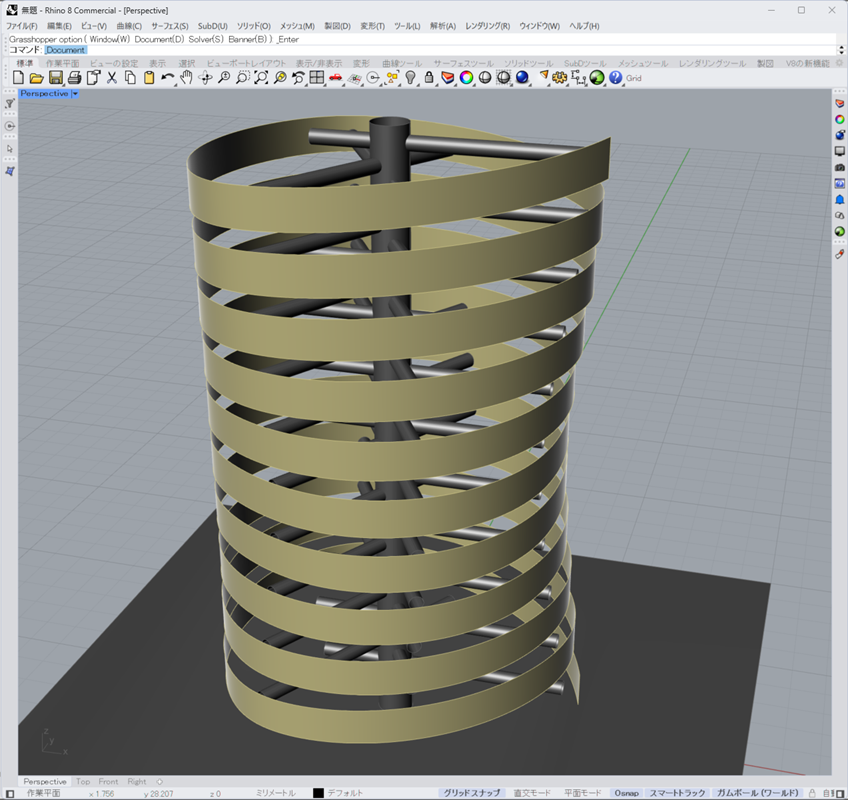 無題 - Rhino 8 Commercial - [Perspective]
ファイル(F) 編集(E) ビュー(V) 曲線(C) サーフェス(S) SubD(U) ソリッド(O) メッシュ(M) 製図(D) 変形(T) ツール(L) 解析(A) レンダリング(R) ウィンドウ(W) ヘルプ(H)
Grasshopper option ( Window(W) Document(D) Solver(S) Banner(B) ) _Enter
コマンド: _Document
標準 作業平面 ビューの設定 表示 選択 ビューポートレイアウト 表示/非表示 変形 曲線ツール サーフェスツール ソリッドツール SubDツール メッシュツール レンダリングツール 製図 V8の新機能
Grid
Perspective
z
y
x
Perspective Top Front Right
作業平面 x 1.756 y 28.207 z 0 ミリメートル デフォルト グリッドスナップ 直交モード 平面モード Osnap スマートトラック ガムボール (ワールド)